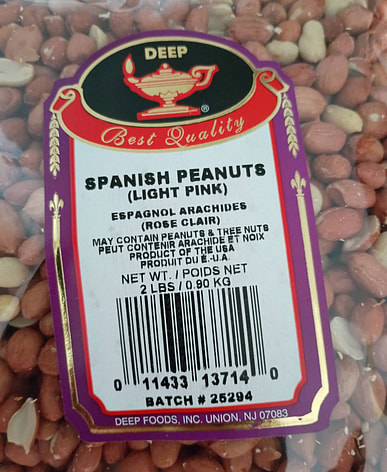 DEEP
®
Best Quality
SPANISH PEANUTS
(LIGHT PINK)
ESPAGNOL ARACHIDES
(ROSE CLAIR)
MAY CONTAIN PEANUTS & TREE NUTS
PEUT CONTENIR ARACHIDE ET NOIX
PRODUCT OF THE USA
PRODUIT DU É.-U.A.
NET WT. / POIDS NET
2 LBS / 0.90 KG
0 11433 13714 0
BATCH # 25294
DEEP FOODS, INC. UNION, NJ 07083